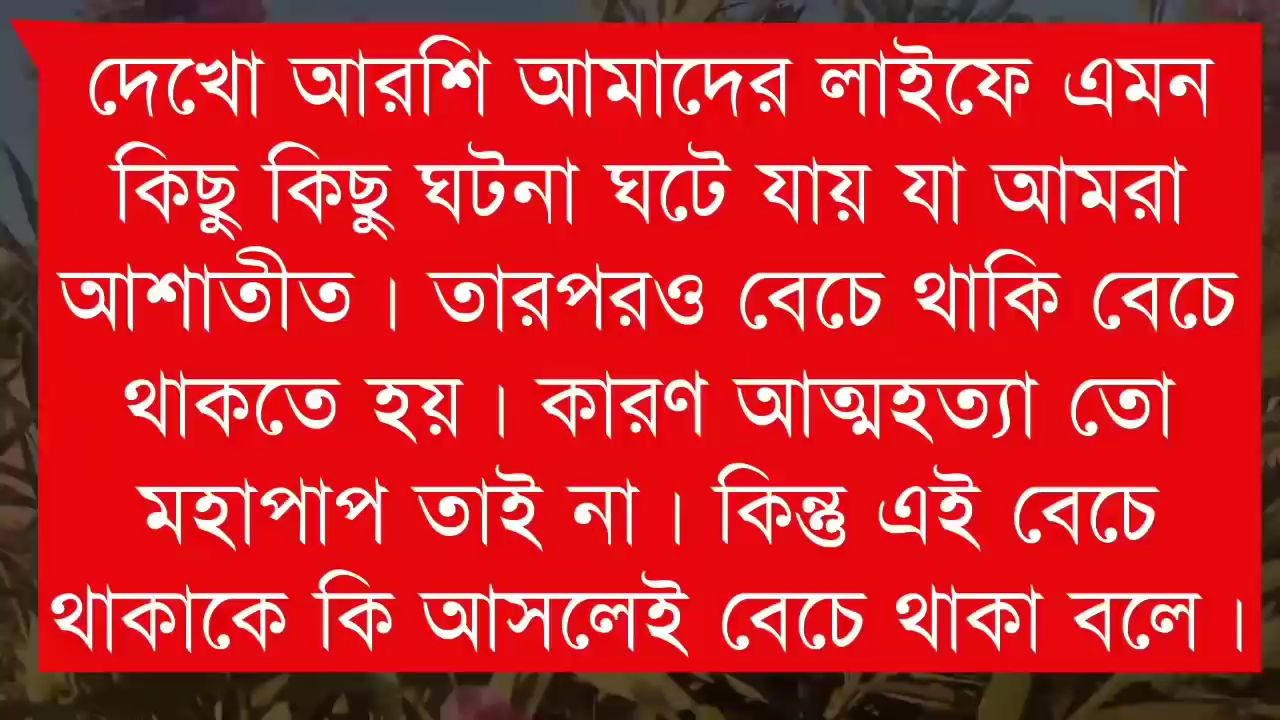 দেখো আরশি আমাদের লাইফে এমন
কিছু কিছু ঘটনা ঘটে যায় যা আমরা
আশাতীত । তারপরও বেচে থাকি বেচে
থাকতে হয় । কারণ আত্মহত্যা তো
মহাপাপ তাই না । কিন্তু এই বেচে
থাকাকে কি আসলেই বেচে থাকা বলে ।